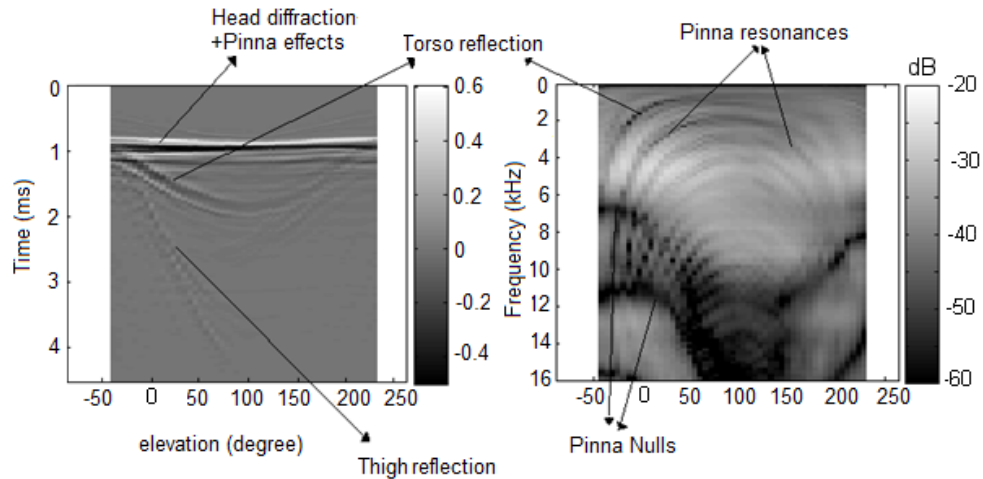 Head diffraction
+Pinna effects
Torso reflection
Pinna resonances
dB
0
1
2
3
4
Time (ms)
-50 0 50 100 150 200 250
elevation (degree)
0.6
0.4
0.2
0
-0.2
-0.4
Thigh reflection
0
2
4
6
8
10
12
14
16
Frequency (kHz)
-50 0 50 100 150 200 250
-20
-30
-40
-50
-60
Pinna Nulls